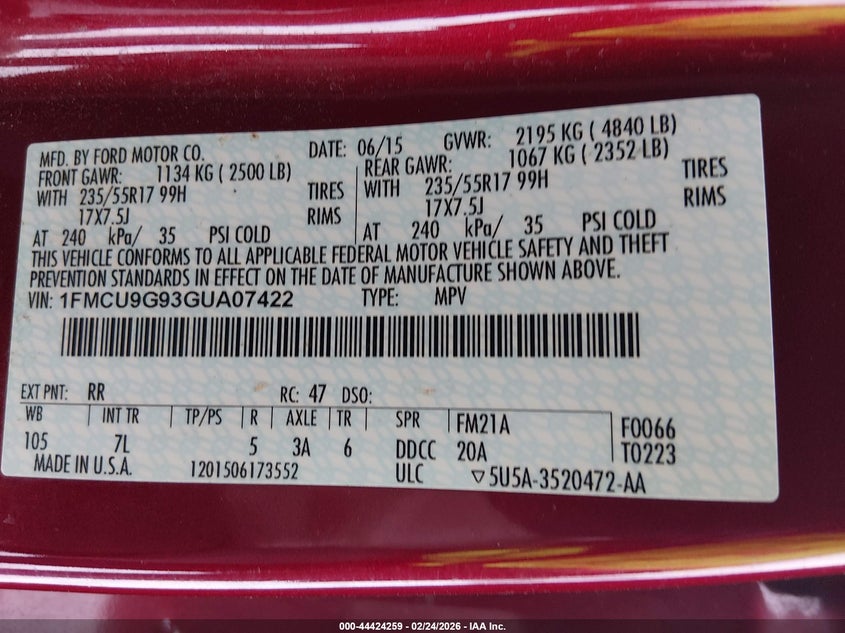 MFD. BY FORD MOTOR CO. DATE: 06/15 GVWR: 2195 KG ( 4840 LB)
FRONT GAWR: 1134 KG ( 2500 LB) REAR GAWR: 1067 KG ( 2352 LB)
WITH 235/55R17 99H TIRES WITH 235/55R17 99H TIRES
17X7.5J RIMS 17X7.5J RIMS
AT 240 kPa/ 35 PSI COLD AT 240 kPa/ 35 PSI COLD
THIS VEHICLE CONFORMS TO ALL APPLICABLE FEDERAL MOTOR VEHICLE SAFETY AND THEFT
PREVENTION STANDARDS IN EFFECT ON THE DATE OF MANUFACTURE SHOWN ABOVE.
VIN: 1FMCU9G93GUA07422 TYPE: MPV
EXT PNT: RR RC: 47 DSO:
WB INT TR TP/PS R AXLE TR SPR FM21A F0066
105 7L 5 3A 6 DDCC 20A T0223
MADE IN U.S.A. 1201506173552 ULC ▽5U5A-3520472-AA
000-44424259 - 02/24/2026 - IAA Inc.